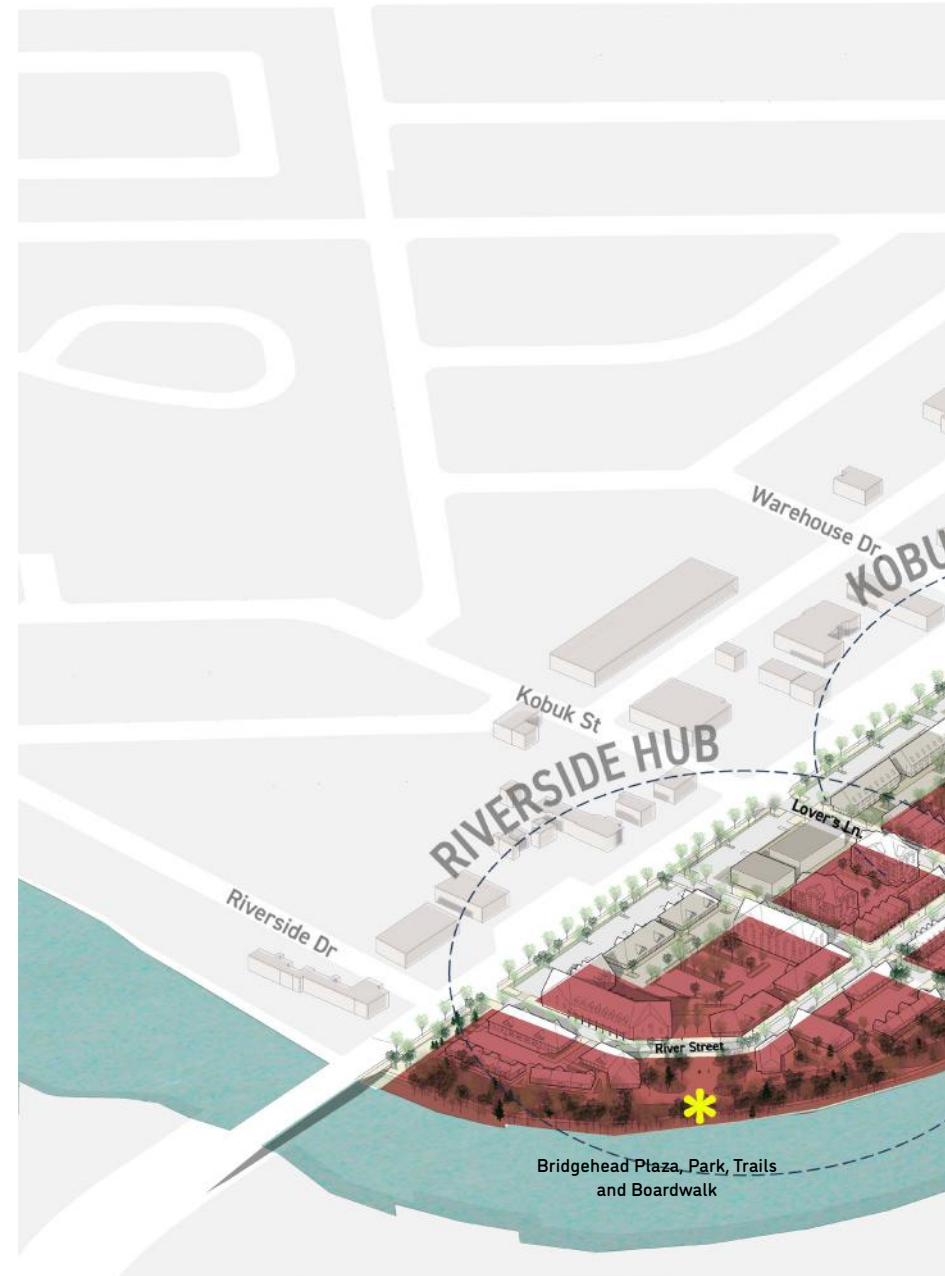 Warehouse Dr
KOBU
Kobuk St
RIVERSIDE HUB
Lover's Ln.
Riverside Dr
River Street
*
Bridgehead Plaza, Park, Trails
and Boardwalk